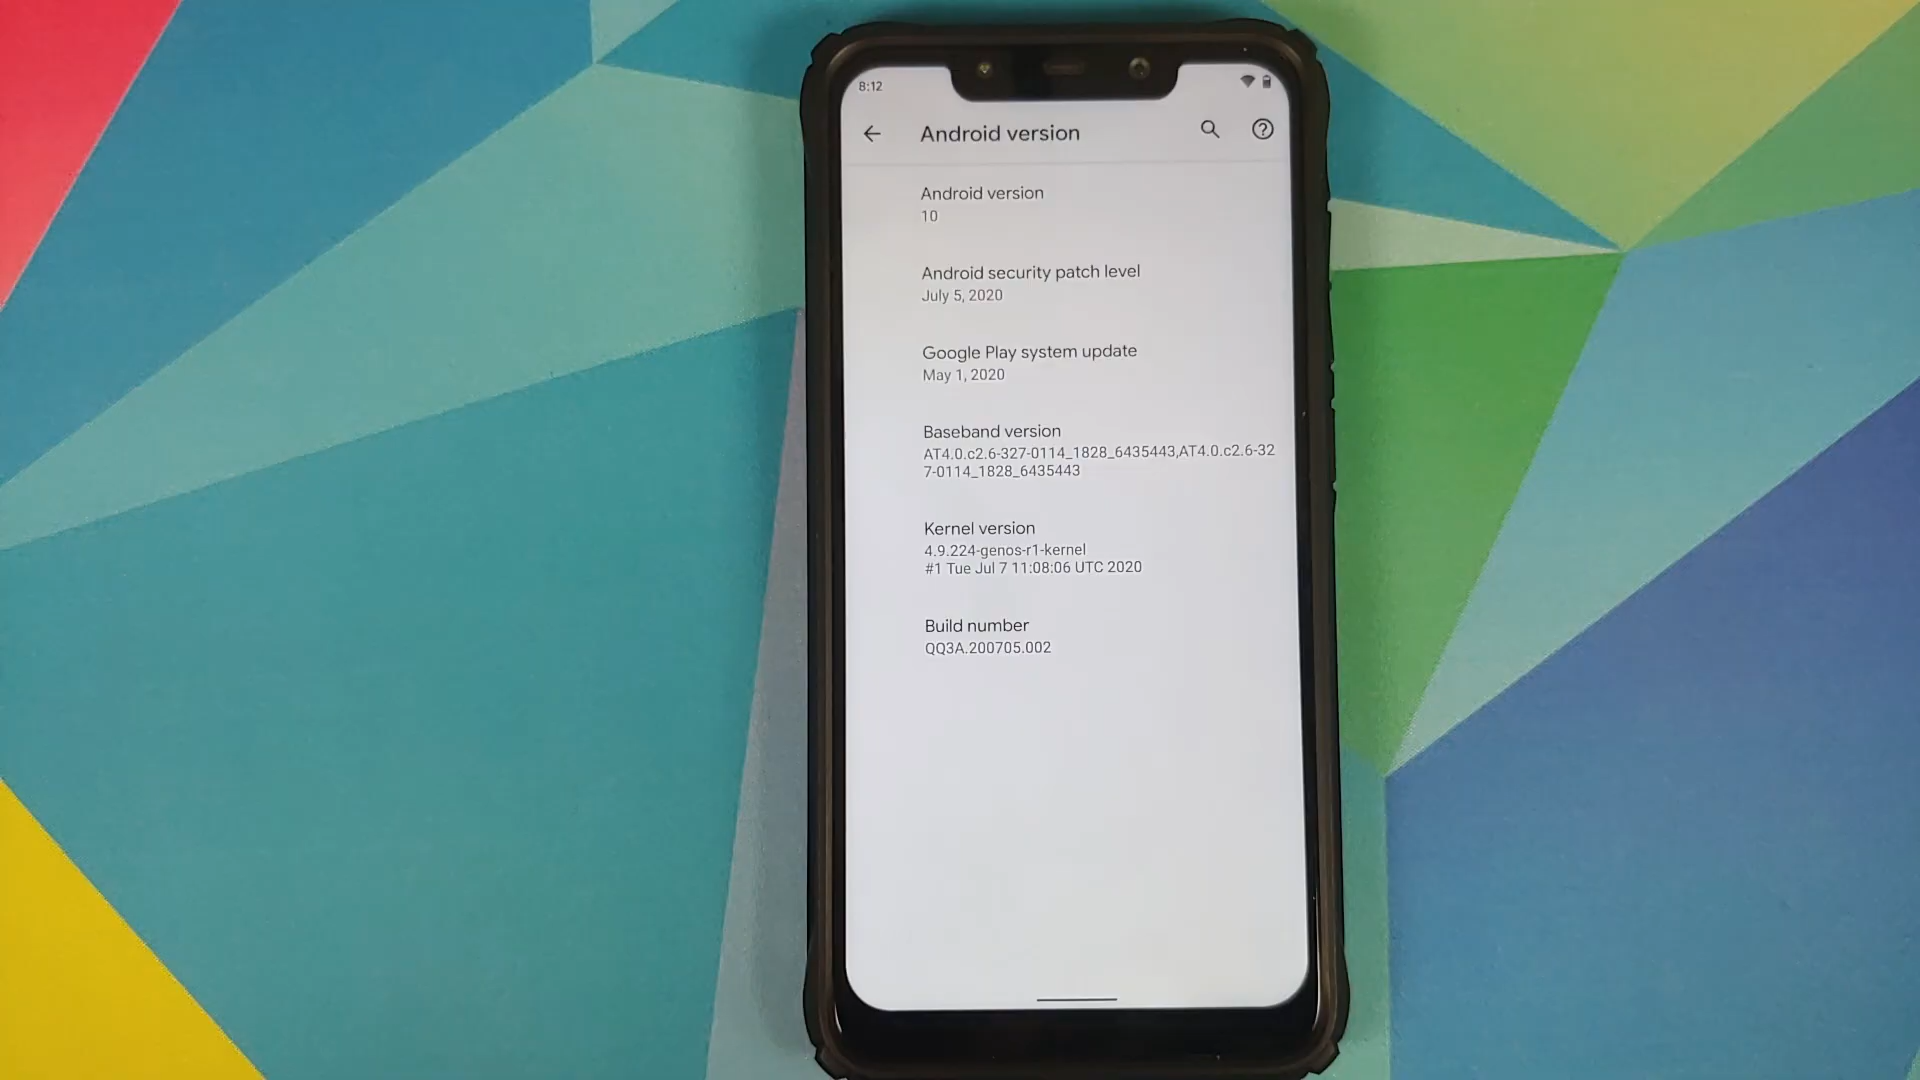 8:12
Android version
Android version
10
Android security patch level
July 5, 2020
Google Play system update
May 1, 2020
Baseband version
AT4.0.c2.6-327-0114_1828_6435443,AT4.0.c2.6-32
7-0114_1828_6435443
Kernel version
4.9.224-genos-r1-kernel
#1 Tue Jul 7 11:08:06 UTC 2020
Build number
QQ3A.200705.002